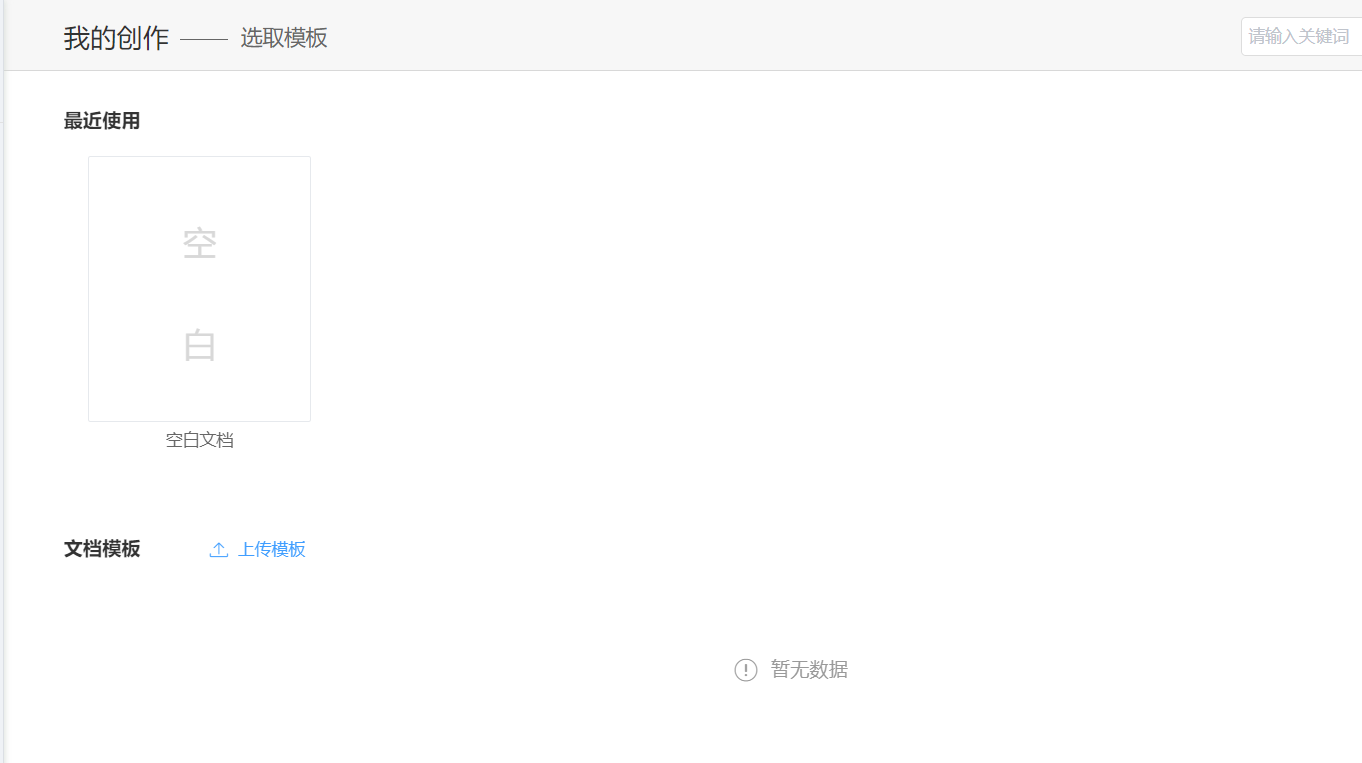 我的创作 —— 选取模板
请输入关键词
最近使用
空
白
空白文档
文档模板 上传模板
暂无数据